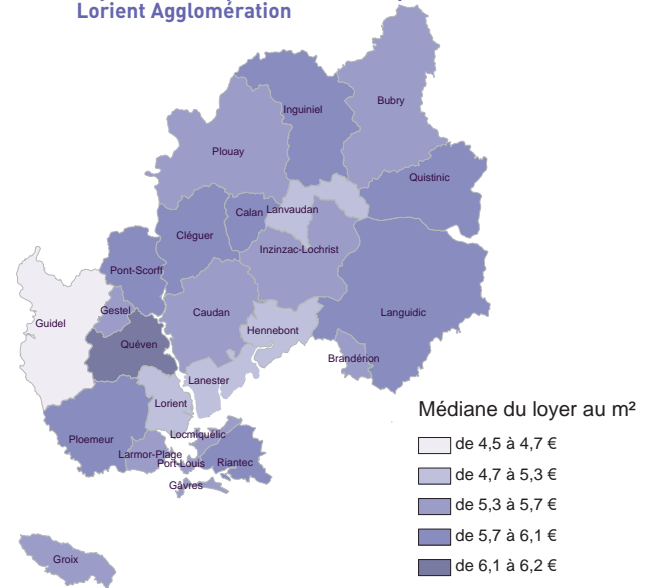 Lorient Agglomération
Bubry
Inguiniel
Plouay
Quistinic
Calan
Lanvaudan
Cléguer
Inzinzac-Lochrist
Pont-Scorff
Languidic
Gestel
Caudan
Guidel
Hennebont
Quéven
Brandérion
Lanester
Lorient
Médiane du loyer au m²
Locmiquélic
Ploemeur
de 4,5 à 4,7 €
Larmor-Plage
Port-Louis
Riantec
de 4,7 à 5,3 €
Gâvres
de 5,3 à 5,7 €
de 5,7 à 6,1 €
Groix
de 6,1 à 6,2 €